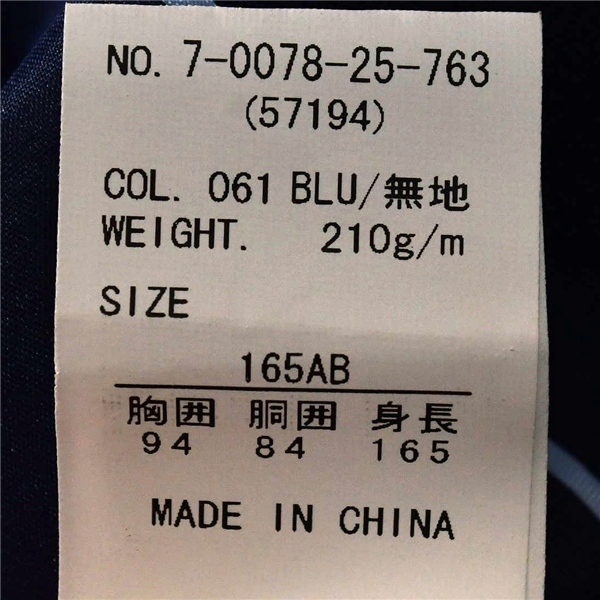 NO. 7-0078-25-763
(57194)
COL. 061 BLU/無地
WEIGHT. 210g/m
SIZE
165AB
胸囲 胴囲 身長
94 84 165
MADE IN CHINA